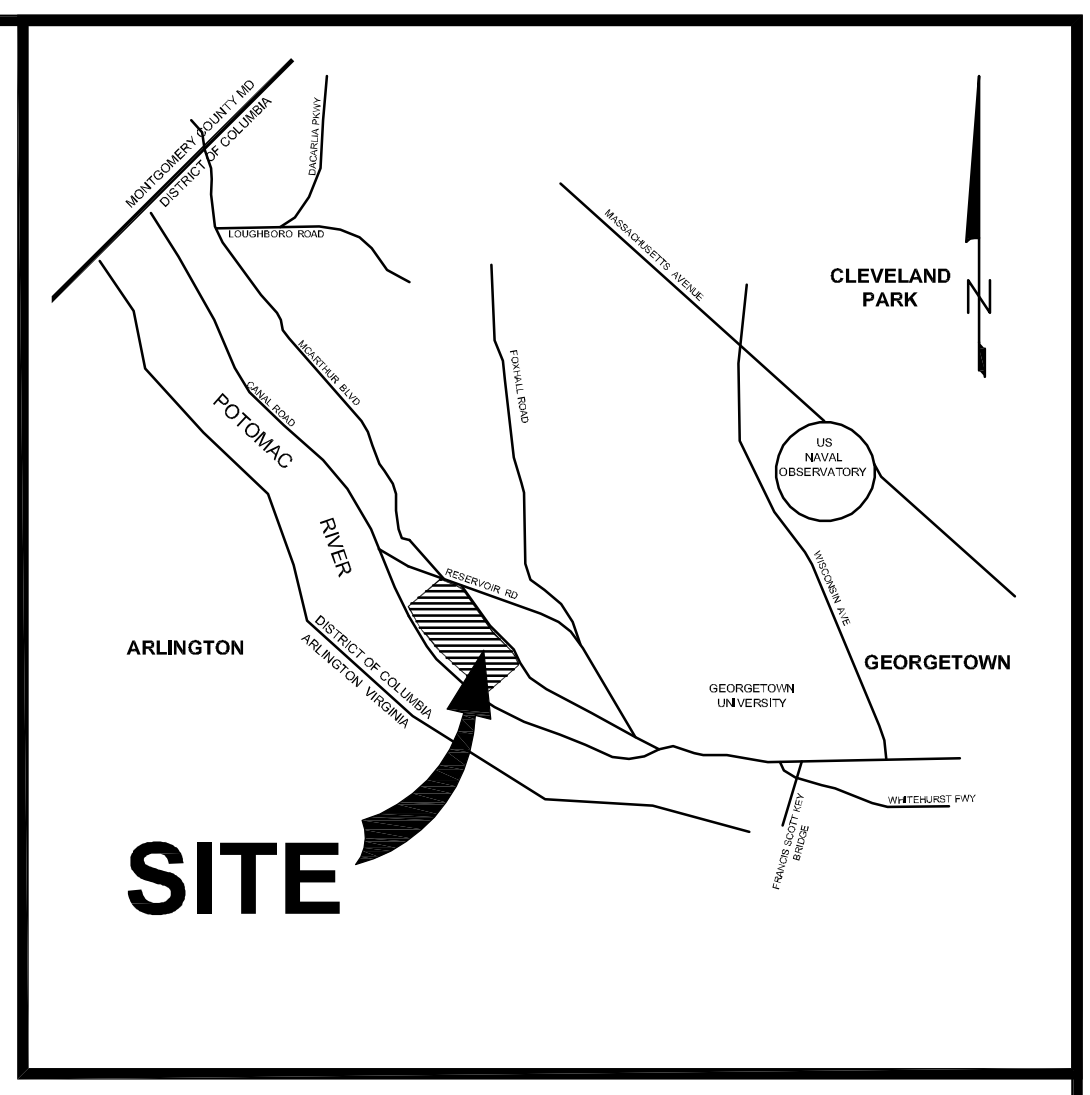 MONTGOMERY COUNTY MD
DISTRICT OF COLUMBIA
DACARLIA PKWY
LOUGHBORO ROAD
MASSACHUSETTS AVENUE
CLEVELAND
PARK
N
MCARTHUR BLVD
FOXHALL ROAD
CANAL ROAD
POTOMAC
RIVER
US
NAVAL
OBSERVATORY
WISCONSIN AVE
RESERVOIR RD
ARLINGTON
DISTRICT OF COLUMBIA
ARLINGTON VIRGINIA
GEORGETOWN
GEORGETOWN
UNIVERSITY
WHITEHURST FWY
FRANCIS SCOTT KEY
BRIDGE
SITE